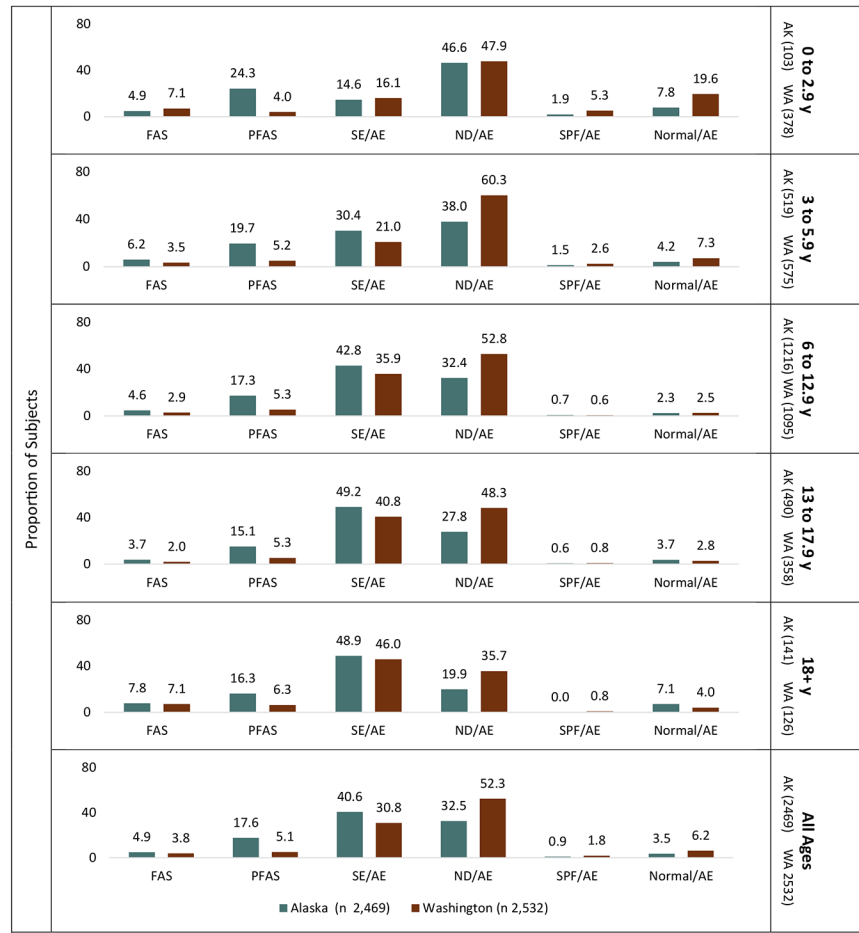 Proportion of Subjects
80
40
0
4.9 7.1 24.3 4.0 14.6 16.1 46.6 47.9 1.9 5.3 7.8 19.6
FAS PFAS SE/AE ND/AE SPF/AE Normal/AE
0 to 2.9 y
AK (103) WA (378)
80
40
0
6.2 3.5 19.7 5.2 30.4 21.0 38.0 60.3 1.5 2.6 4.2 7.3
FAS PFAS SE/AE ND/AE SPF/AE Normal/AE
3 to 5.9 y
AK (519) WA (575)
80
40
0
4.6 2.9 17.3 5.3 42.8 35.9 32.4 52.8 0.7 0.6 2.3 2.5
FAS PFAS SE/AE ND/AE SPF/AE Normal/AE
6 to 12.9 y
AK (1216) WA (1095)
80
40
0
3.7 2.0 15.1 5.3 49.2 40.8 27.8 48.3 0.6 0.8 3.7 2.8
FAS PFAS SE/AE ND/AE SPF/AE Normal/AE
13 to 17.9 y
AK (490) WA (358)
80
40
0
7.8 7.1 16.3 6.3 48.9 46.0 19.9 35.7 0.0 0.8 7.1 4.0
FAS PFAS SE/AE ND/AE SPF/AE Normal/AE
18+ y
AK (141) WA (126)
80
40
0
4.9 3.8 17.6 5.1 40.6 30.8 32.5 52.3 0.9 1.8 3.5 6.2
FAS PFAS SE/AE ND/AE SPF/AE Normal/AE
All Ages
AK (2469) WA 2532)
Alaska (n 2,469) Washington (n 2,532)